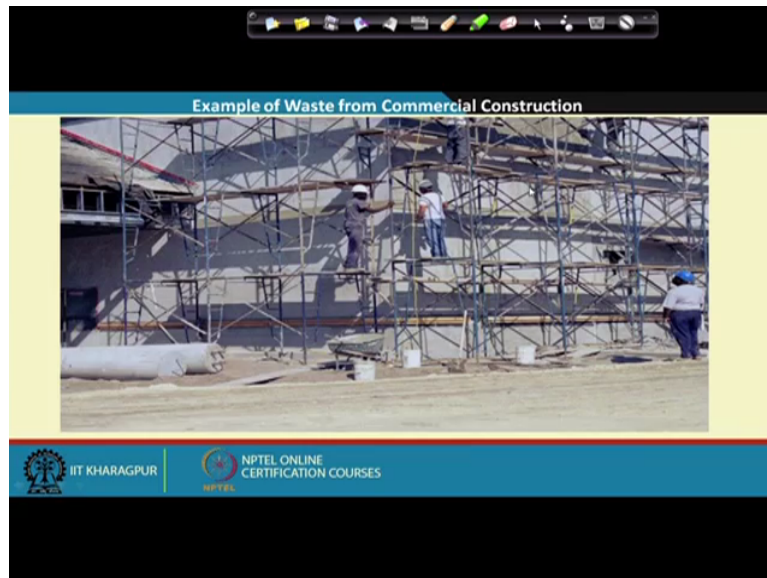 Example of Waste from Commercial Construction
IIT KHARAGPUR
NPTEL ONLINE
CERTIFICATION COURSES
NPTEL